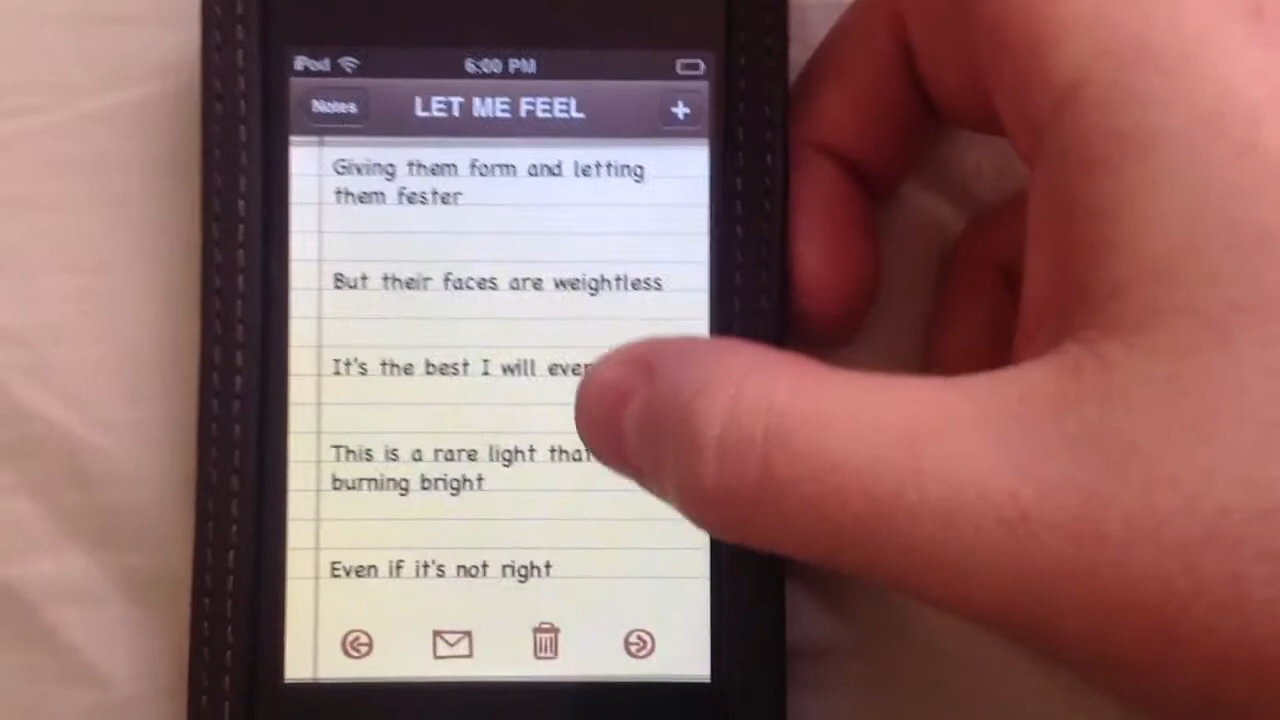 iPod 6:00 PM
Notes LET ME FEEL +
Giving them form and letting
them fester
But their faces are weightless
It's the best I will ever
This is a rare light that
burning bright
Even if it's not right